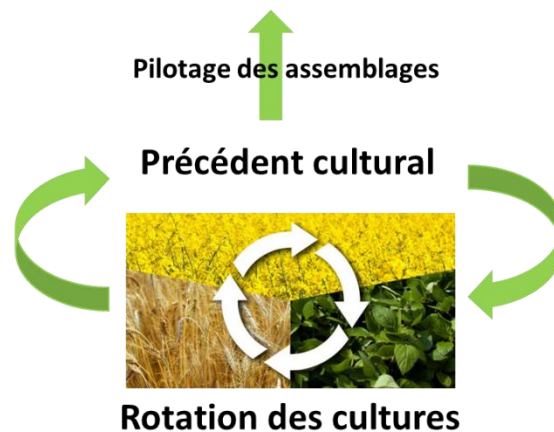 Pilotage des assemblages
Précédent cultural
Rotation des cultures